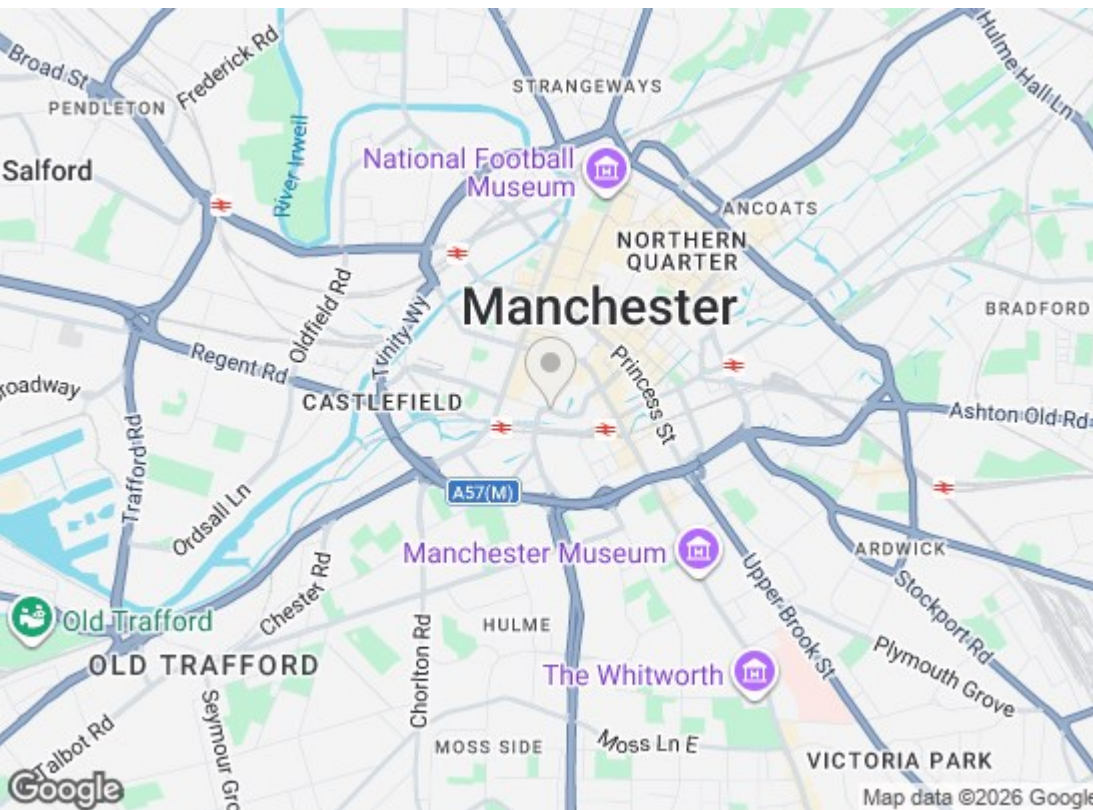 Hulme Hall Ln
Frederick Rd
Broad St
STRANGEWAYS
PENDLETON
National Football
Museum
Salford
River Irwell
ANCOATS
NORTHERN
QUARTER
Manchester
BRADFORD
Oldfield Rd
Trinity Wy
Regent Rd
Princess St
roadway
CASTLEFIELD
Ashton Old Rd
Trafford Rd
A57(M)
Ordsall Ln
Manchester Museum
ARDWICK
Chester Rd
Upper Brook St
Stockport Rd
Old Trafford
HULME
OLD TRAFFORD
Chorlton Rd
The Whitworth
Plymouth Grove
Seymour Gro
Talbot Rd
MOSS SIDE
Moss Ln E
VICTORIA PARK
Google
Map data ©2026 Google